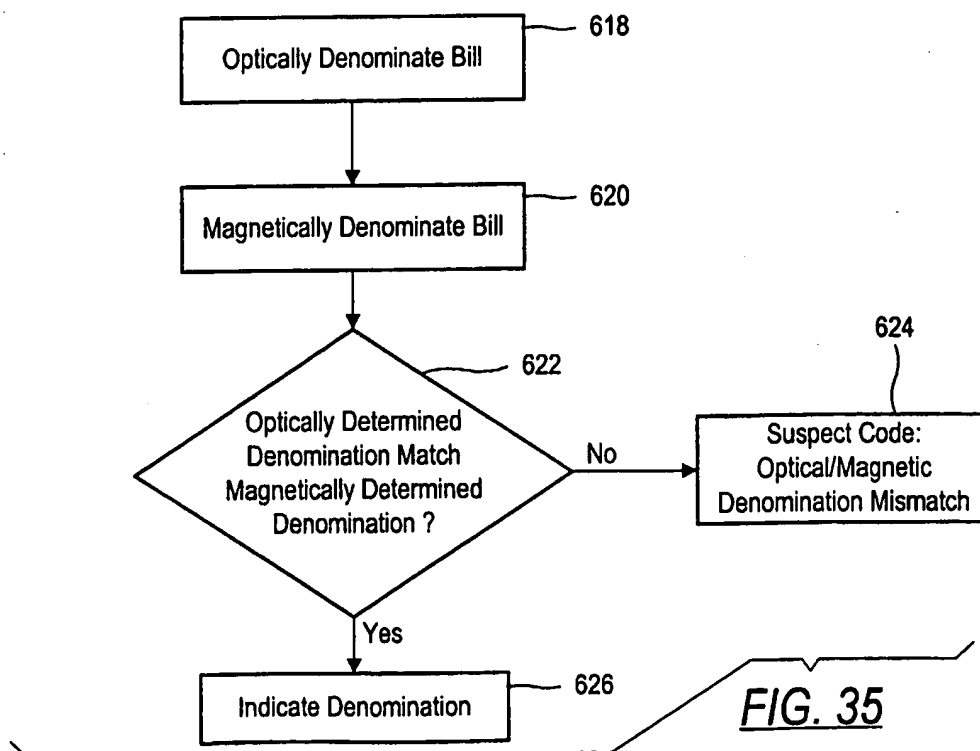 Optically Denominate Bill
618
Magnetically Denominate Bill
620
622
Optically Determined
Denomination Match
Magnetically Determined
Denomination ?
No
624
Suspect Code:
Optical/Magnetic
Denomination Mismatch
Yes
Indicate Denomination
626
FIG. 35